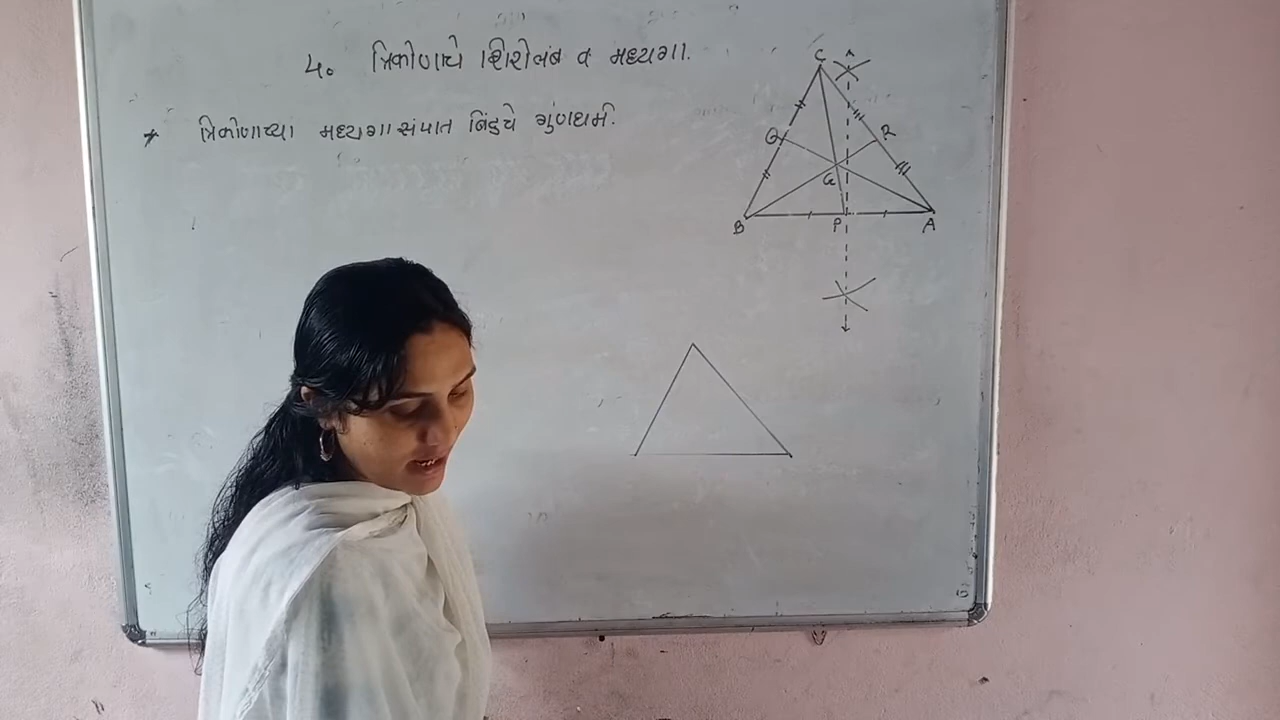 ५. त्रिकोणाचे शिरोलंब व मध्यगा.
* त्रिकोणाच्या मध्यगा संपात बिंदुचे गुंणधर्म.
C
Q R
G
B P A